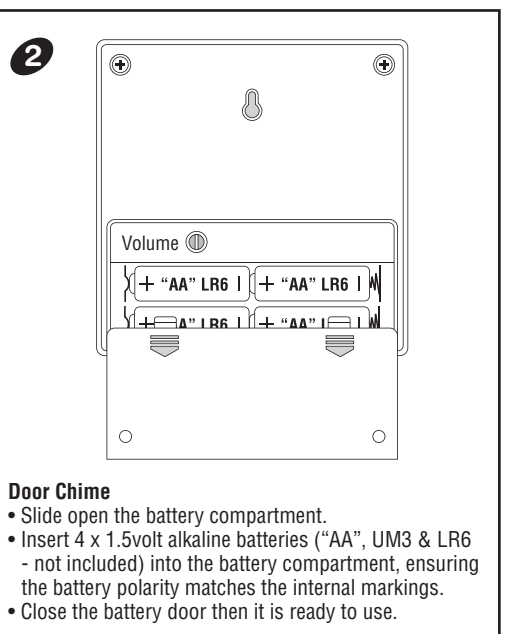 2
Volume
+ "AA" LR6 I + "AA" LR6 I
+ A" LR6 I + "AA" L I
Door Chime
• Slide open the battery compartment.
• Insert 4 x 1.5volt alkaline batteries ("AA", UM3 & LR6
- not included) into the battery compartment, ensuring
the battery polarity matches the internal markings.
• Close the battery door then it is ready to use.